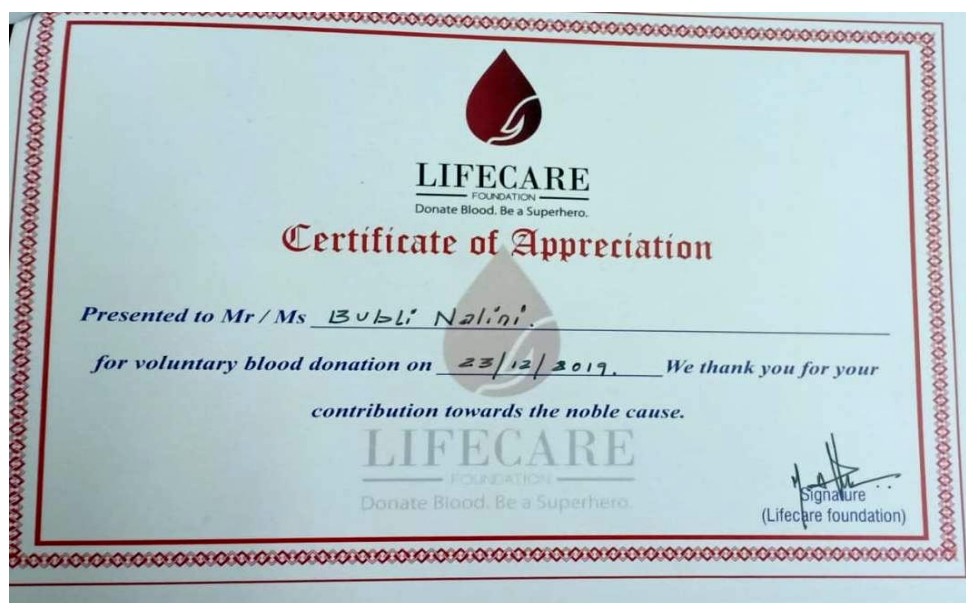 LIFECARE
FOUNDATION
Donate Blood. Be a Superhero.
Certificate of Appreciation
Presented to Mr / Ms Bubli Nalini.
for voluntary blood donation on 23/12/2019. We thank you for your
contribution towards the noble cause.
LIFECARE
FOUNDATION
Donate Blood. Be a Superhero.
Signature
(Lifecare foundation)